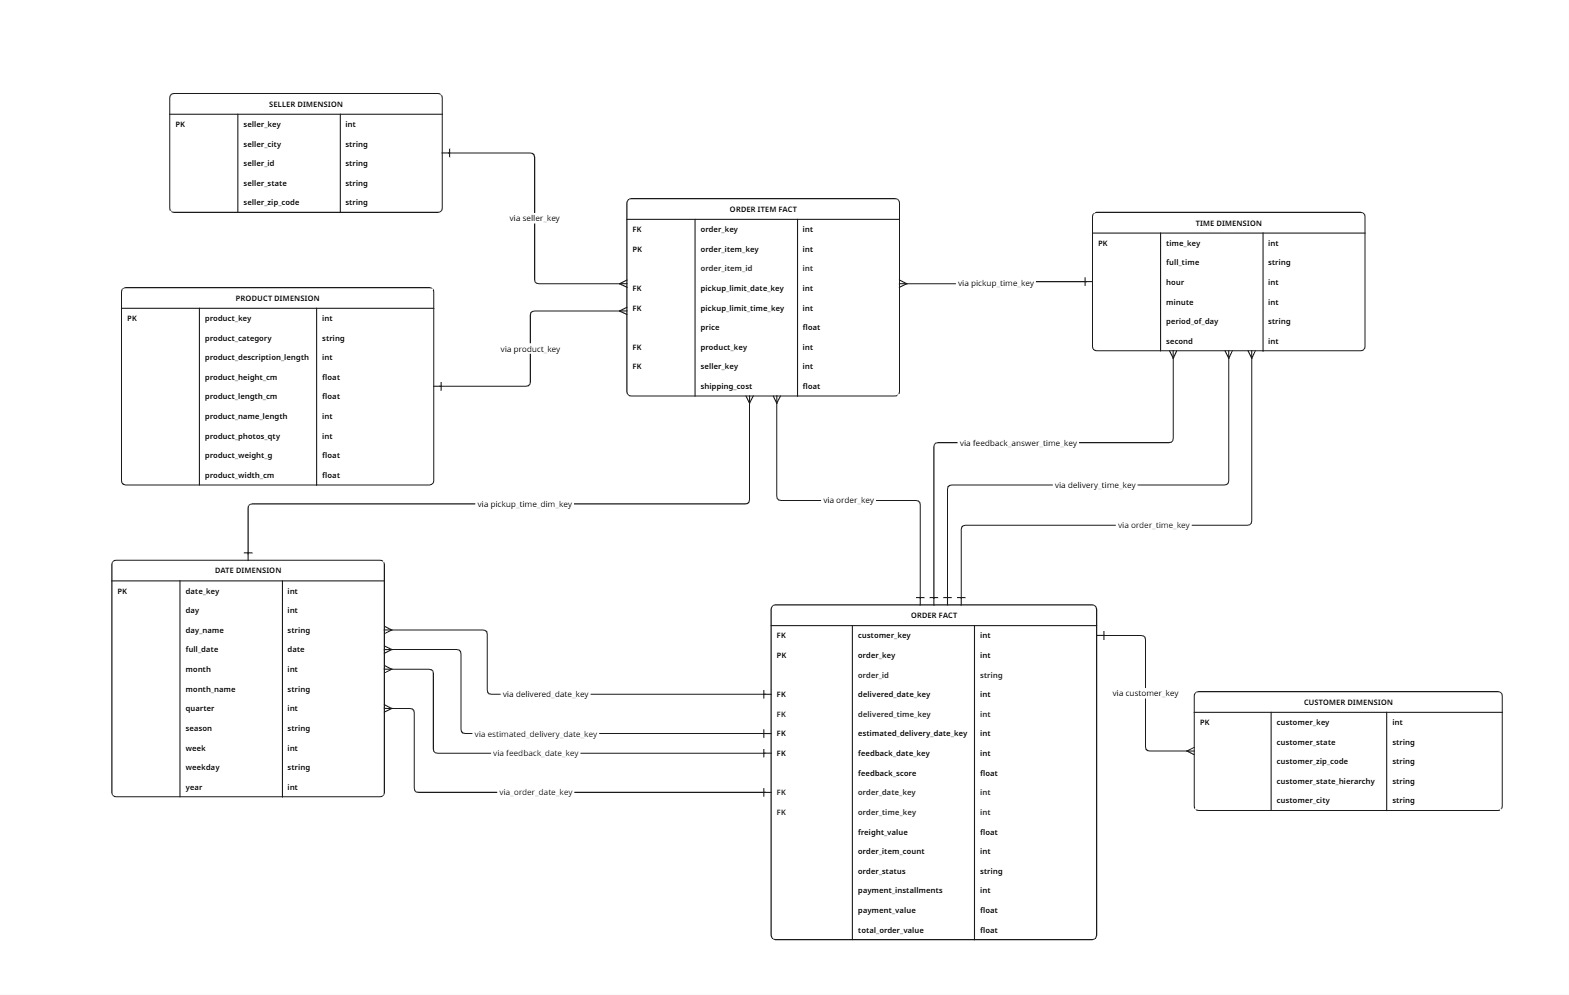 SELLER DIMENSION
PK seller_key int
seller_city string
seller_id string
seller_state string
seller_zip_code string
via seller_key
ORDER ITEM FACT
FK order_key int
PK order_item_key int
order_item_id int
FK pickup_limit_date_key int
FK pickup_limit_time_key int
price float
FK product_key int
FK seller_key int
shipping_cost float
TIME DIMENSION
PK time_key int
full_time string
hour int
minute int
period_of_day string
second int
via pickup_time_key
PRODUCT DIMENSION
PK product_key int
product_category string
product_description_length int
product_height_cm float
product_length_cm float
product_name_length int
product_photos_qty int
product_weight_g float
product_width_cm float
via product_key
via feedback_answer_time_key
via delivery_time_key
via pickup_time_dim_key
via order_key
via order_time_key
DATE DIMENSION
PK date_key int
day int
day_name string
full_date date
month int
month_name string
quarter int
season string
week int
weekday string
year int
via delivered_date_key
via estimated_delivery_date_key
via feedback_date_key
via_order_date_key
ORDER FACT
FK customer_key int
PK order_key int
order_id string
FK delivered_date_key int
FK delivered_time_key int
FK estimated_delivery_date_key int
FK feedback_date_key int
feedback_score float
FK order_date_key int
FK order_time_key int
freight_value float
order_item_count int
order_status string
payment_installments int
payment_value float
total_order_value float
via customer_key
CUSTOMER DIMENSION
PK customer_key int
customer_state string
customer_zip_code string
customer_state_hierarchy string
customer_city string